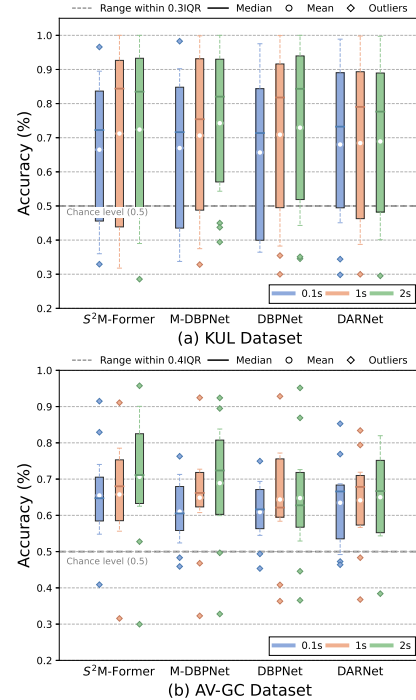 Range within 0.3IQR Median Mean Outliers
1.0
0.9
0.8
0.7
0.6
0.5
0.4
0.3
0.2
Accuracy (%)
Chance level (0.5)
0.1s 1s 2s
S²M-Former M-DBPNet DBPNet DARNet
(a) KUL Dataset
Range within 0.4IQR Median Mean Outliers
1.0
0.9
0.8
0.7
0.6
0.5
0.4
0.3
0.2
Accuracy (%)
Chance level (0.5)
0.1s 1s 2s
S²M-Former M-DBPNet DBPNet DARNet
(b) AV-GC Dataset